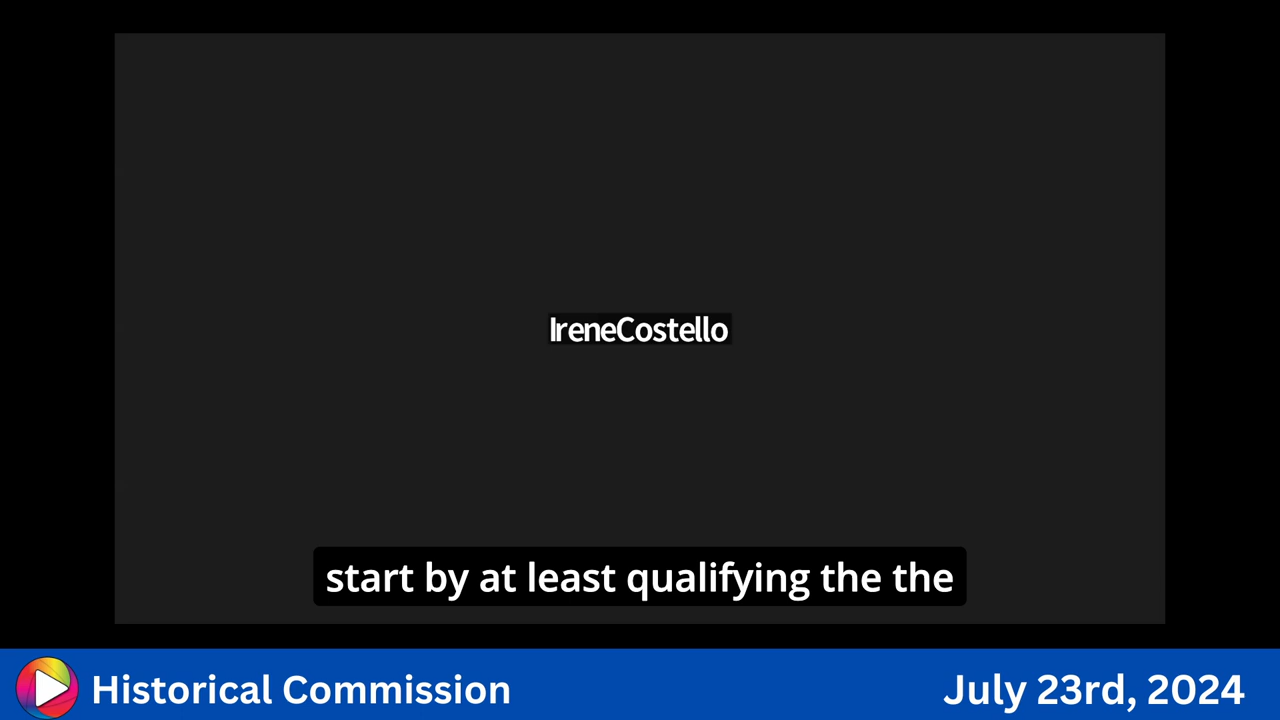 IreneCostello
start by at least qualifying the the
Historical Commission
July 23rd, 2024